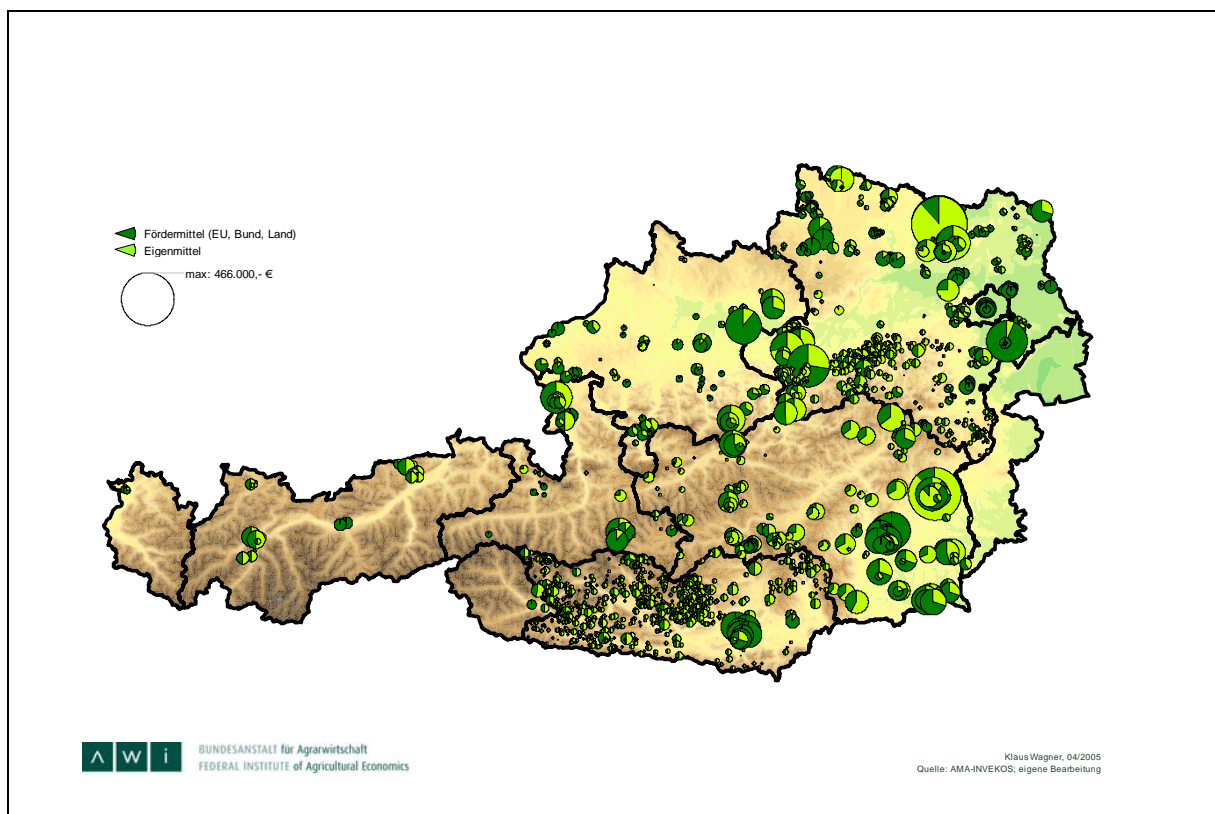 Fördermittel (EU, Bund, Land)
Eigenmittel
max: 466.000,- €
AWi
BUNDESANSTALT für Agrarwirtschaft
FEDERAL INSTITUTE of Agricultural Economics
Klaus Wagner, 04/2005
Quelle: AMA-INVEKOS; eigene Bearbeitung